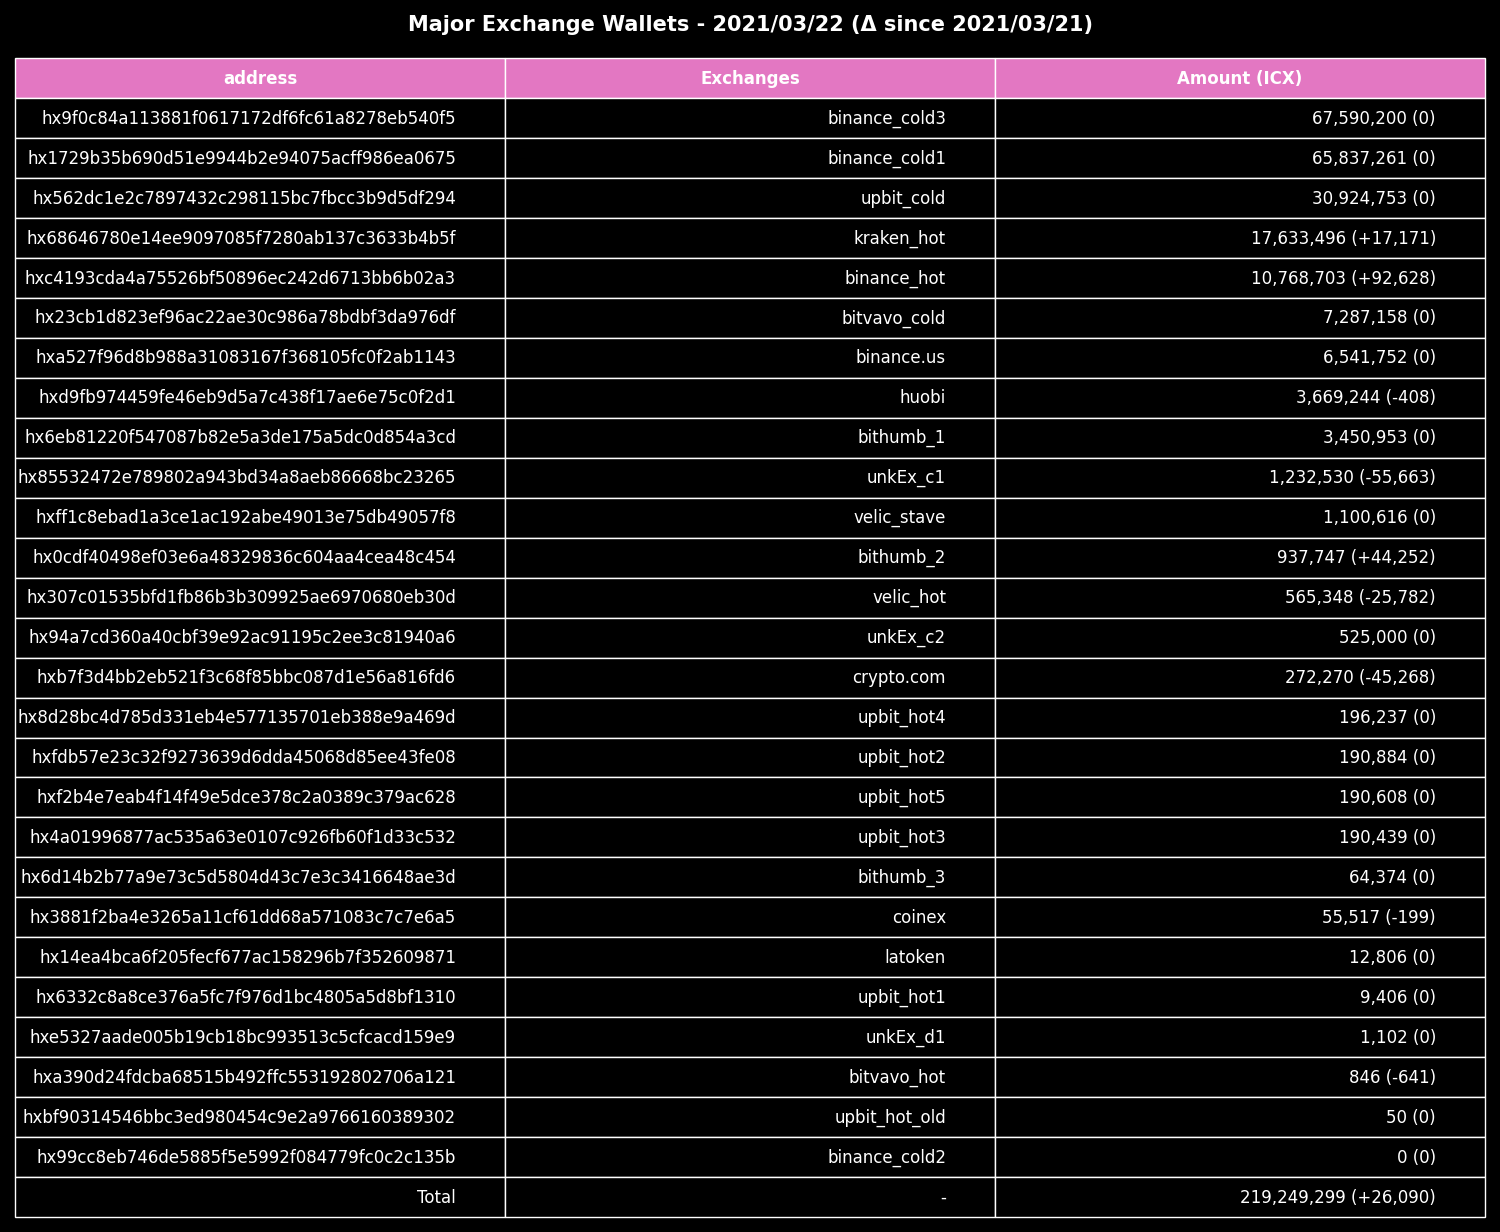 Major Exchange Wallets - 2021/03/22 (Δ since 2021/03/21)
address Exchanges Amount (ICX)
hx9f0c84a113881f0617172df6fc61a8278eb540f5 binance_cold3 67,590,200 (0)
hx1729b35b690d51e9944b2e94075acff986ea0675 binance_cold1 65,837,261 (0)
hx562dc1e2c7897432c298115bc7fbcc3b9d5df294 upbit_cold 30,924,753 (0)
hx68646780e14ee9097085f7280ab137c3633b4b5f kraken_hot 17,633,496 (+17,171)
hxc4193cda4a75526bf50896ec242d6713bb6b02a3 binance_hot 10,768,703 (+92,628)
hx23cb1d823ef96ac22ae30c986a78bdbf3da976df bitvavo_cold 7,287,158 (0)
hxa527f96d8b988a31083167f368105fc0f2ab1143 binance.us 6,541,752 (0)
hxd9fb974459fe46eb9d5a7c438f17ae6e75c0f2d1 huobi 3,669,244 (-408)
hx6eb81220f547087b82e5a3de175a5dc0d854a3cd bithumb_1 3,450,953 (0)
hx85532472e789802a943bd34a8aeb86668bc23265 unkEx_c1 1,232,530 (-55,663)
hxff1c8ebad1a3ce1ac192abe49013e75db49057f8 velic_stave 1,100,616 (0)
hx0cdf40498ef03e6a48329836c604aa4cea48c454 bithumb_2 937,747 (+44,252)
hx307c01535bfd1fb86b3b309925ae6970680eb30d velic_hot 565,348 (-25,782)
hx94a7cd360a40cbf39e92ac91195c2ee3c81940a6 unkEx_c2 525,000 (0)
hxb7f3d4bb2eb521f3c68f85bbc087d1e56a816fd6 crypto.com 272,270 (-45,268)
hx8d28bc4d785d331eb4e577135701eb388e9a469d upbit_hot4 196,237 (0)
hxfdb57e23c32f9273639d6dda45068d85ee43fe08 upbit_hot2 190,884 (0)
hxf2b4e7eab4f14f49e5dce378c2a0389c379ac628 upbit_hot5 190,608 (0)
hx4a01996877ac535a63e0107c926fb60f1d33c532 upbit_hot3 190,439 (0)
hx6d14b2b77a9e73c5d5804d43c7e3c3416648ae3d bithumb_3 64,374 (0)
hx3881f2ba4e3265a11cf61dd68a571083c7c7e6a5 coinex 55,517 (-199)
hx14ea4bca6f205fecf677ac158296b7f352609871 latoken 12,806 (0)
hx6332c8a8ce376a5fc7f976d1bc4805a5d8bf1310 upbit_hot1 9,406 (0)
hxe5327aade005b19cb18bc993513c5cfcacd159e9 unkEx_d1 1,102 (0)
hxa390d24fdcba68515b492ffc553192802706a121 bitvavo_hot 846 (-641)
hxbf90314546bbc3ed980454c9e2a9766160389302 upbit_hot_old 50 (0)
hx99cc8eb746de5885f5e5992f084779fc0c2c135b binance_cold2 0 (0)
Total - 219,249,299 (+26,090)